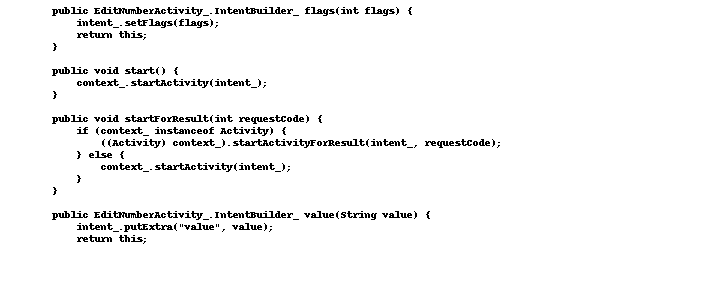 public EditNumberActivity_.IntentBuilder_ flags(int flags) {
    intent_.setFlags(flags);
    return this;
}
public void start() {
    context_.startActivity(intent_);
}
public void startForResult(int requestCode) {
    if (context_ instanceof Activity) {
        ((Activity) context_).startActivityForResult(intent_, requestCode);
    } else {
        context_.startActivity(intent_);
    }
}
public EditNumberActivity_.IntentBuilder_ value(String value) {
    intent_.putExtra("value", value);
    return this;